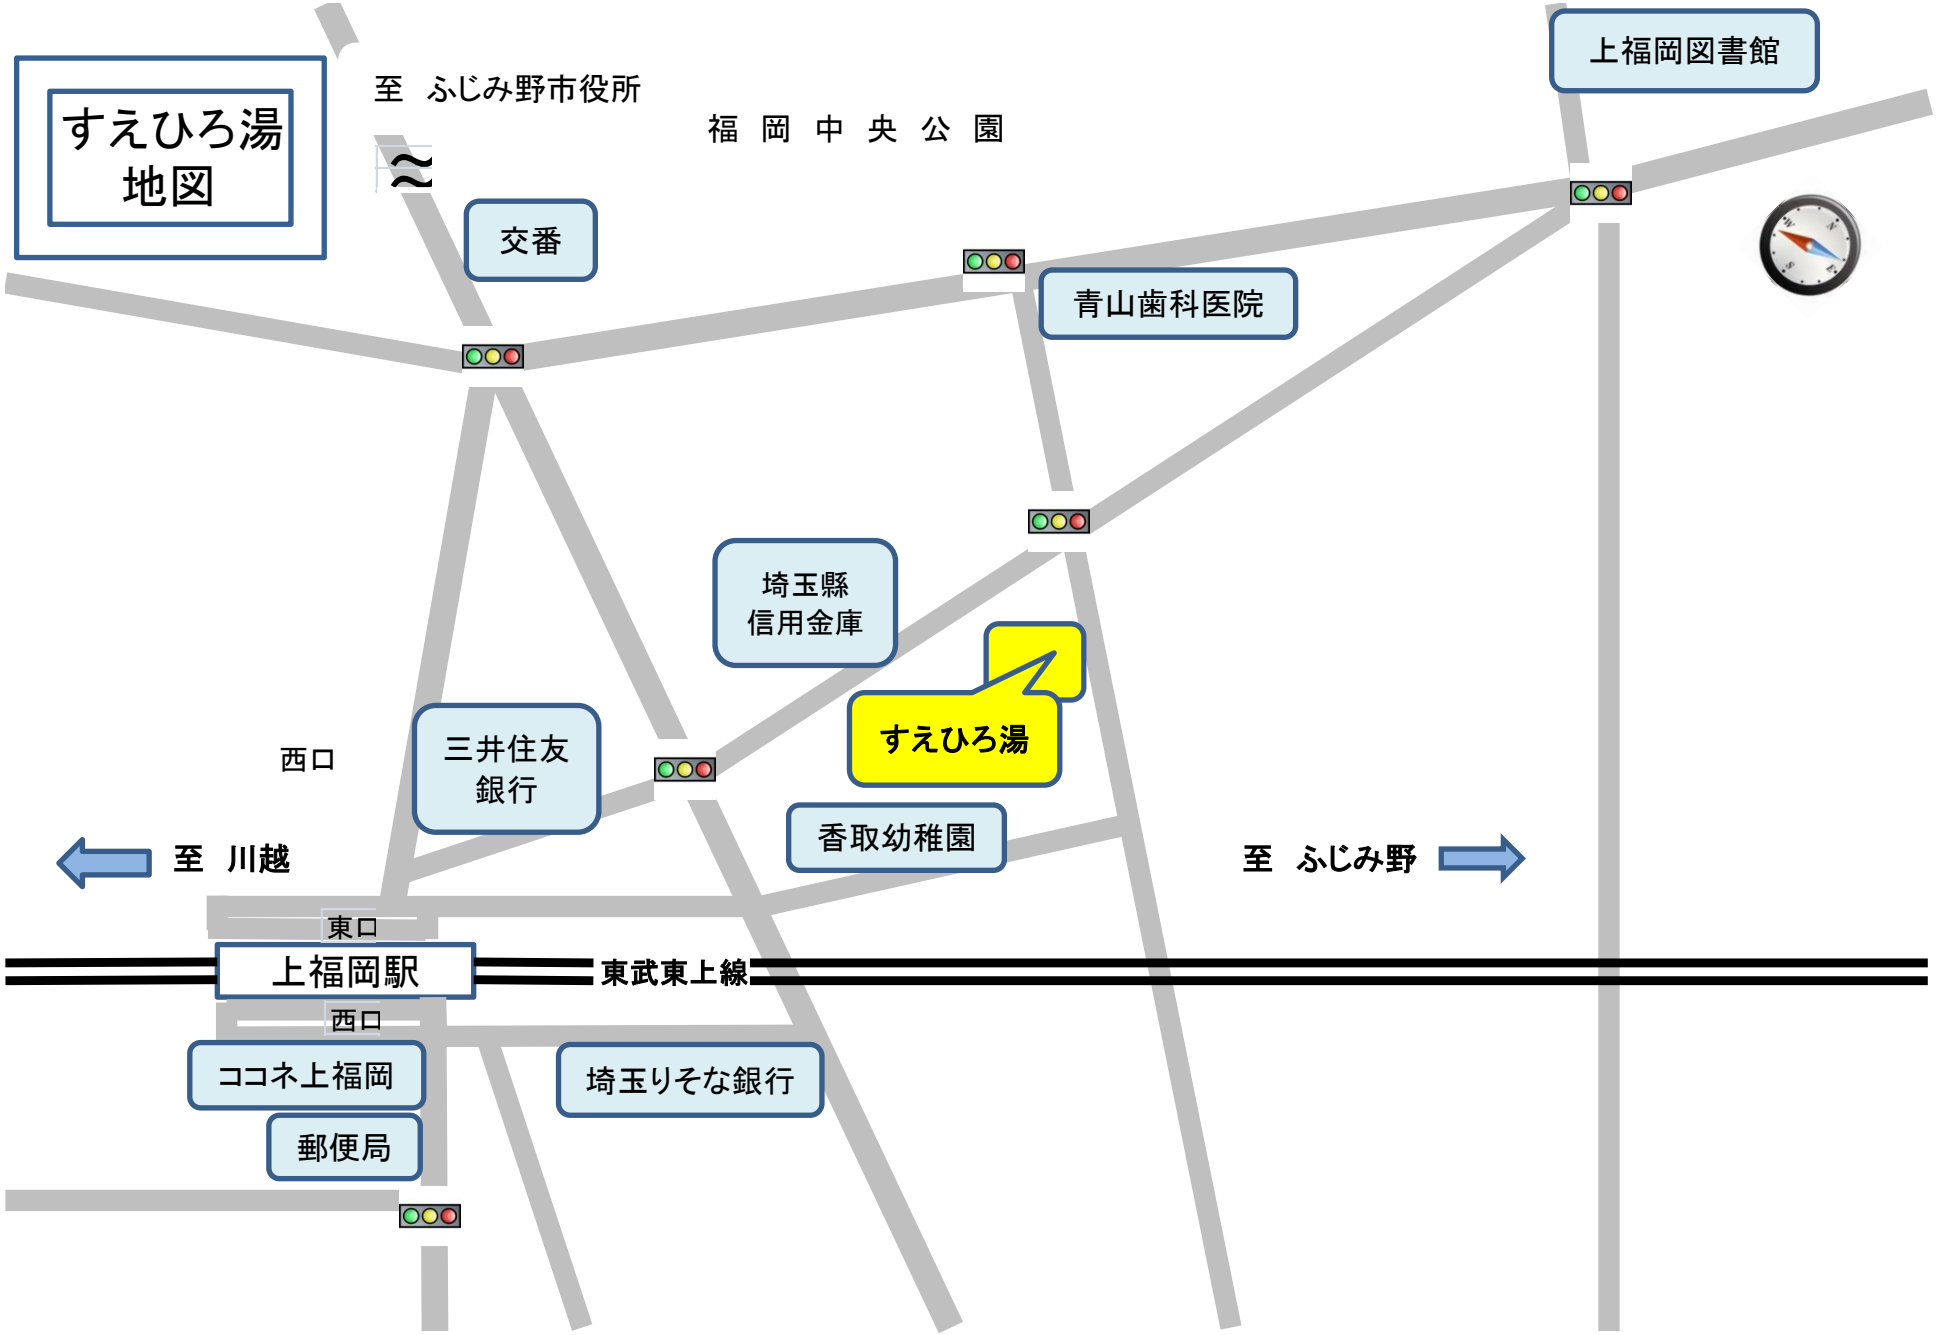 上福岡図書館
至 ふじみ野市役所
すえひろ湯
地図
福岡中央公園
交番
W
N
S
E
青山歯科医院
埼玉縣
信用金庫
すえひろ湯
三井住友
銀行
西口
香取幼稚園
至 川越
至 ふじみ野
東口
上福岡駅
東武東上線
西口
ココネ上福岡
埼玉りそな銀行
郵便局